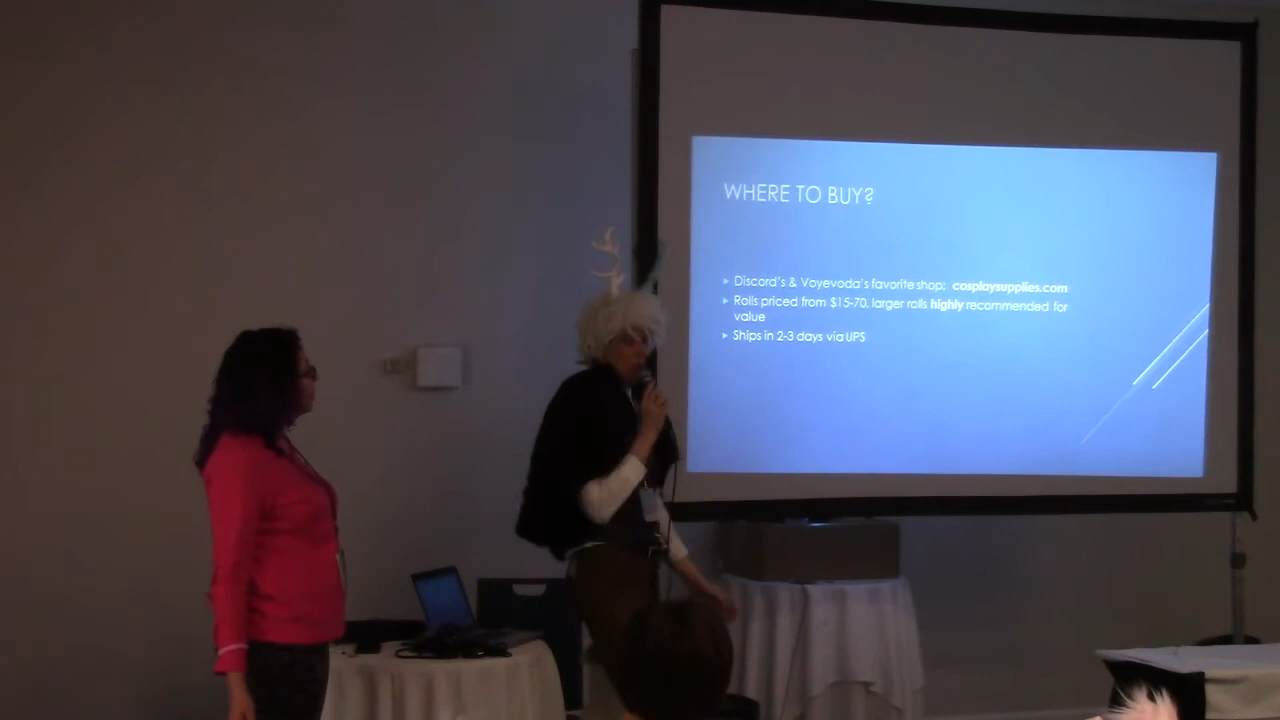 WHERE TO BUY?
Discord's & Voyevoda's favorite shop: cosplaysupplies.com
Rolls priced from $15-70, larger rolls highly recommended for
value
Ships in 2-3 days via UPS